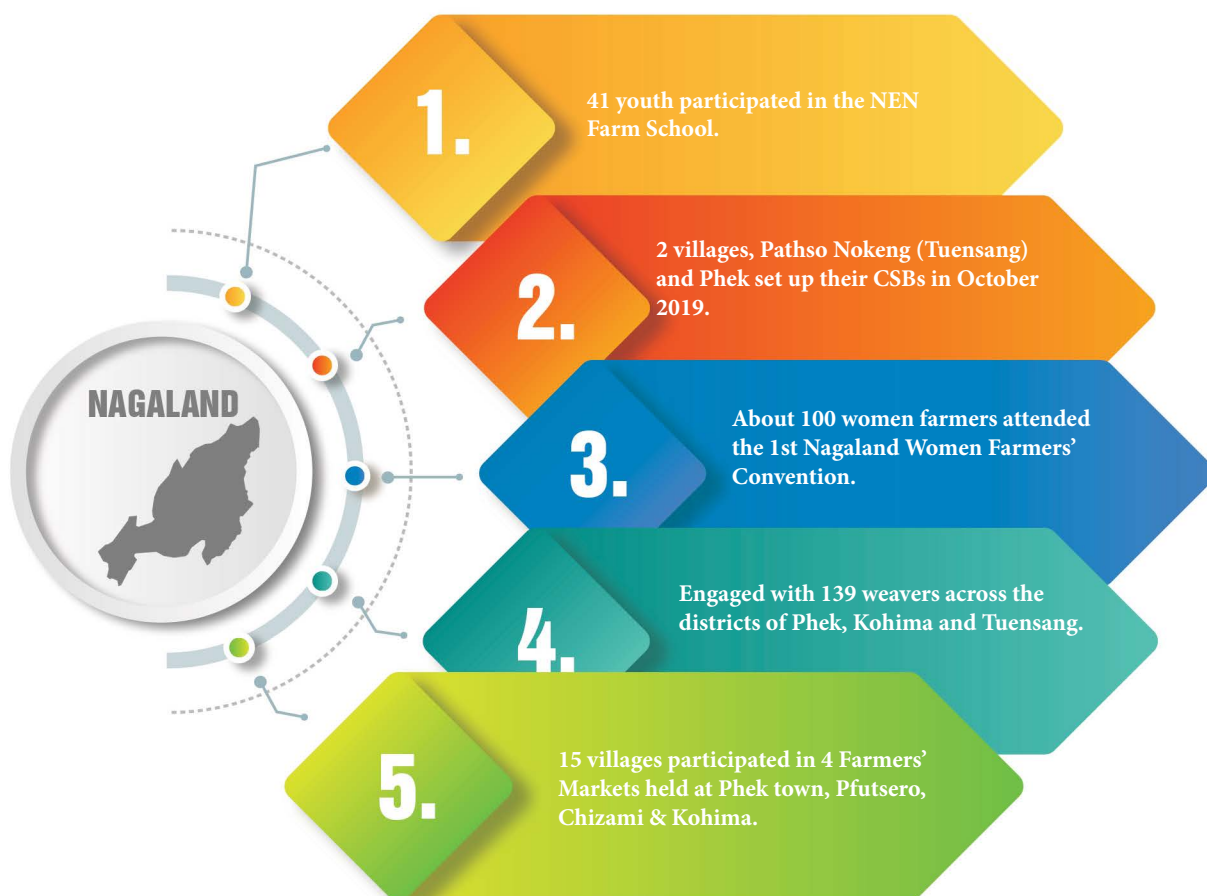 NAGALAND
1.
41 youth participated in the NEN
Farm School.
2.
2 villages, Pathso Nokeng (Tuensang)
and Phek set up their CSBs in October
2019.
3.
About 100 women farmers attended
the 1st Nagaland Women Farmers’
Convention.
4.
Engaged with 139 weavers across the
districts of Phek, Kohima and Tuensang.
5.
15 villages participated in 4 Farmers’
Markets held at Phek town, Pfutsero,
Chizami & Kohima.